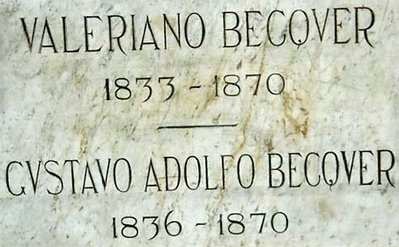 VALERIANO BECQVER
1833 - 1870
GVSTAVO ADOLFO BECQVER
1836 - 1870